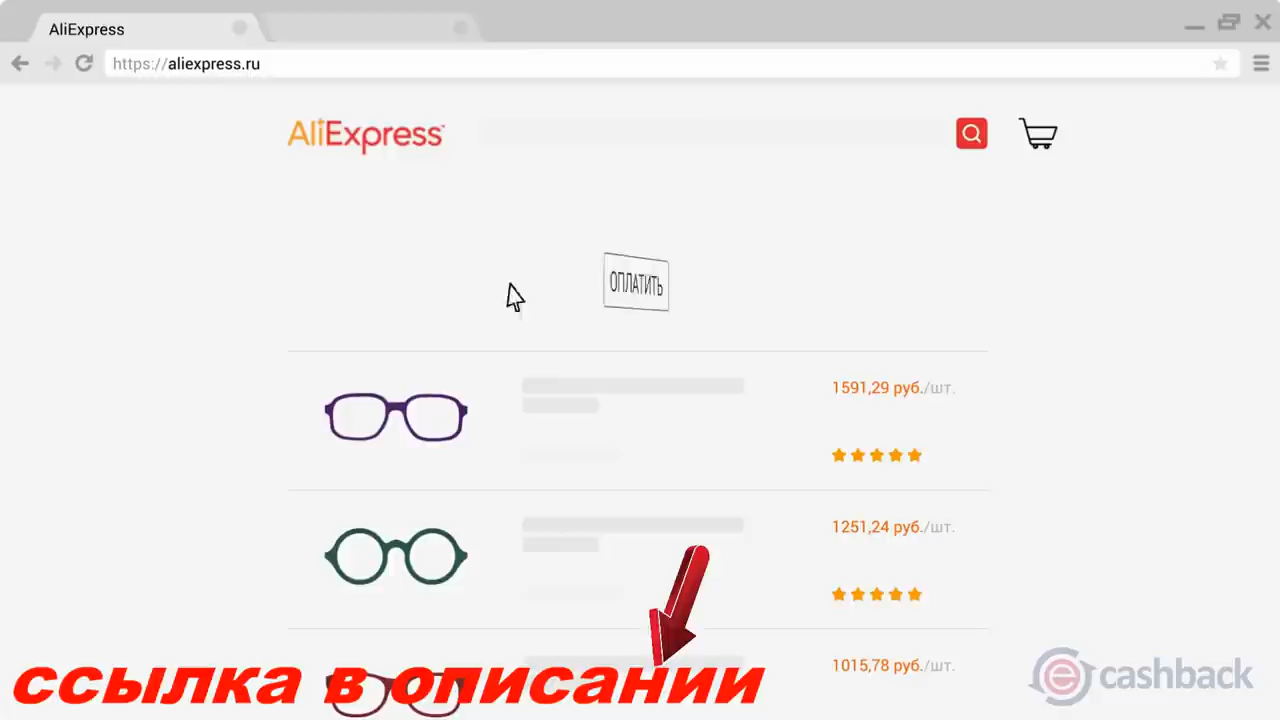 AliExpress
https://aliexpress.ru
AliExpress
ОПЛАТИТЬ
1591,29 руб./шт.
1251,24 руб./шт.
1015,78 руб./шт.
ссылка в описании
e cashback